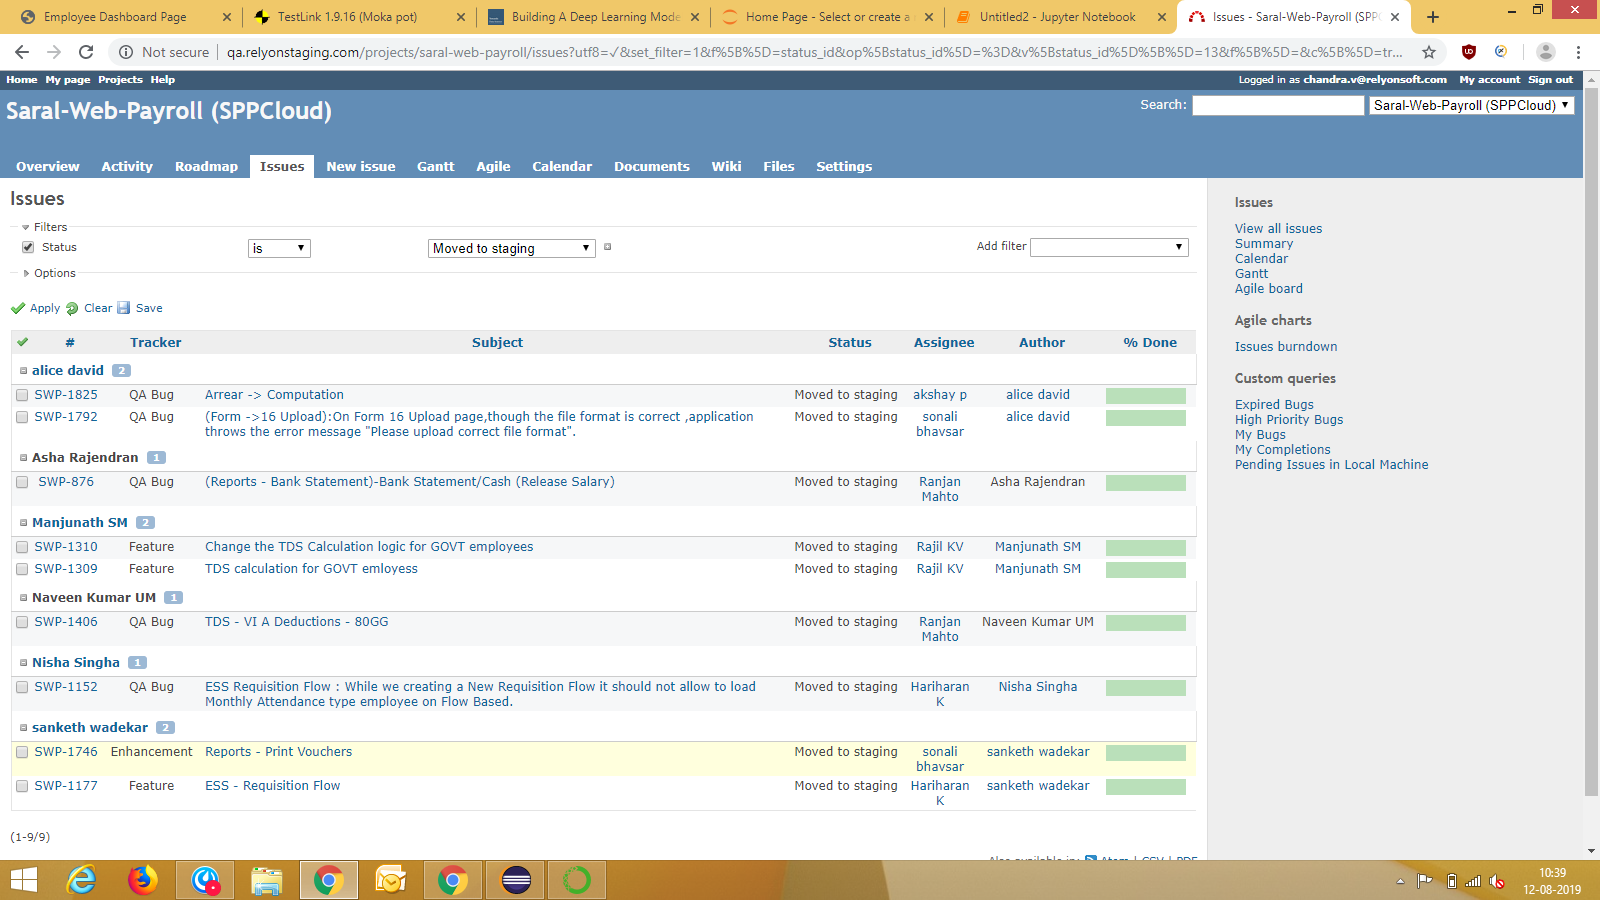 Employee Dashboard Page
TestLink 1.9.16 (Moka pot)
Building A Deep Learning Mode
Home Page - Select or create a
Untitled2 - Jupyter Notebook
Issues - Saral-Web-Payroll (SPPC
Not secure
qa.relyonstaging.com/projects/saral-web-payroll/issues?utf8=✓&set_filter=1&f%5B%5D=status_id&op%5Bstatus_id%5D=%3D&v%5Bstatus_id%5D%5B%5D=13&f%5B%5D=&c%5B%5D=tr...
Home My page Projects Help
Logged in as chandra.v@relyonsoft.com My account Sign out
Saral-Web-Payroll (SPPCloud)
Search:
Saral-Web-Payroll (SPPCloud)
Overview Activity Roadmap Issues New issue Gantt Agile Calendar Documents Wiki Files Settings
Issues
Filters
Status is Moved to staging
Add filter
Options
Apply Clear Save
# Tracker Subject Status Assignee Author % Done
alice david 2
SWP-1825 QA Bug Arrear -> Computation Moved to staging akshay p alice david
SWP-1792 QA Bug (Form ->16 Upload):On Form 16 Upload page,though the file format is correct ,application Moved to staging sonali alice david
throws the error message "Please upload correct file format". bhavsar
Asha Rajendran 1
SWP-876 QA Bug (Reports - Bank Statement)-Bank Statement/Cash (Release Salary) Moved to staging Ranjan Asha Rajendran
Mahto
Manjunath SM 2
SWP-1310 Feature Change the TDS Calculation logic for GOVT employees Moved to staging Rajil KV Manjunath SM
SWP-1309 Feature TDS calculation for GOVT emloyess Moved to staging Rajil KV Manjunath SM
Naveen Kumar UM 1
SWP-1406 QA Bug TDS - VI A Deductions - 80GG Moved to staging Ranjan Naveen Kumar UM
Mahto
Nisha Singha 1
SWP-1152 QA Bug ESS Requisition Flow : While we creating a New Requisition Flow it should not allow to load Moved to staging Hariharan Nisha Singha
Monthly Attendance type employee on Flow Based. K
sanketh wadekar 2
SWP-1746 Enhancement Reports - Print Vouchers Moved to staging sonali sanketh wadekar
bhavsar
SWP-1177 Feature ESS - Requisition Flow Moved to staging Hariharan sanketh wadekar
K
(1-9/9)
Also available in: Atom | CSV | PDF
Issues
View all issues
Summary
Calendar
Gantt
Agile board
Agile charts
Issues burndown
Custom queries
Expired Bugs
High Priority Bugs
My Bugs
My Completions
Pending Issues in Local Machine
10:39
12-08-2019